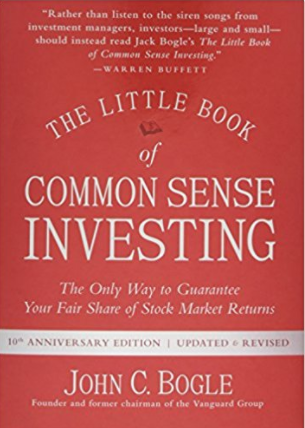 "Rather than listen to the siren songs from
investment managers, investors—large and small—
should instead read Jack Bogle's The Little Book
of Common Sense Investing."
—WARREN BUFFETT
THE LITTLE BOOK
of
COMMON SENSE
INVESTING
The Only Way to Guarantee
Your Fair Share of Stock Market Returns
10th ANNIVERSARY EDITION | UPDATED & REVISED
JOHN C. BOGLE
Founder and former chairman of the Vanguard Group